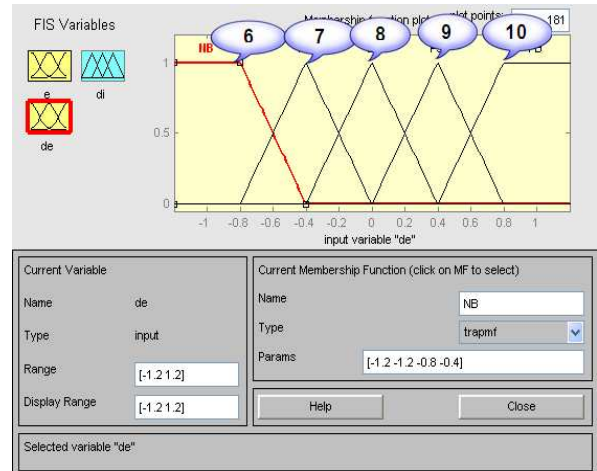 FIS Variables
Membership function plots plot points: 181
NB 6 7 8 9 10
e di
de
1
0.5
0
-1 -0.8 -0.6 -0.4 -0.2 0 0.2 0.4 0.6 0.8 1
input variable "de"
Current Variable
Name de
Type input
Range [-1.2 1.2]
Display Range [-1.2 1.2]
Current Membership Function (click on MF to select)
Name NB
Type trapmf
Params [-1.2 -1.2 -0.8 -0.4]
Help Close
Selected variable "de"